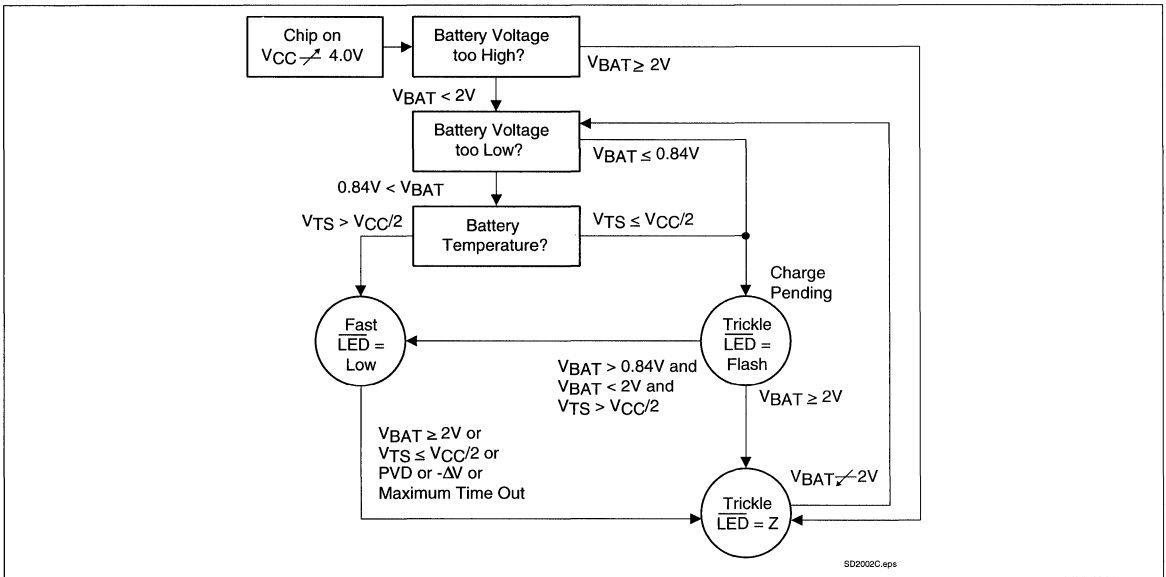 Chip on
VCC 4.0V
Battery Voltage
too High?
VBAT ≥ 2V
VBAT < 2V
Battery Voltage
too Low?
VBAT ≤ 0.84V
0.84V < VBAT
VTS > VCC/2
Battery
Temperature?
VTS ≤ VCC/2
Charge
Pending
Fast
LED =
Low
Trickle
LED =
Flash
VBAT > 0.84V and
VBAT < 2V and
VTS > VCC/2
VBAT ≥ 2V
VBAT ≥ 2V or
VTS ≤ VCC/2 or
PVD or -ΔV or
Maximum Time Out
VBAT 2V
Trickle
LED = Z
SD2002C.eps